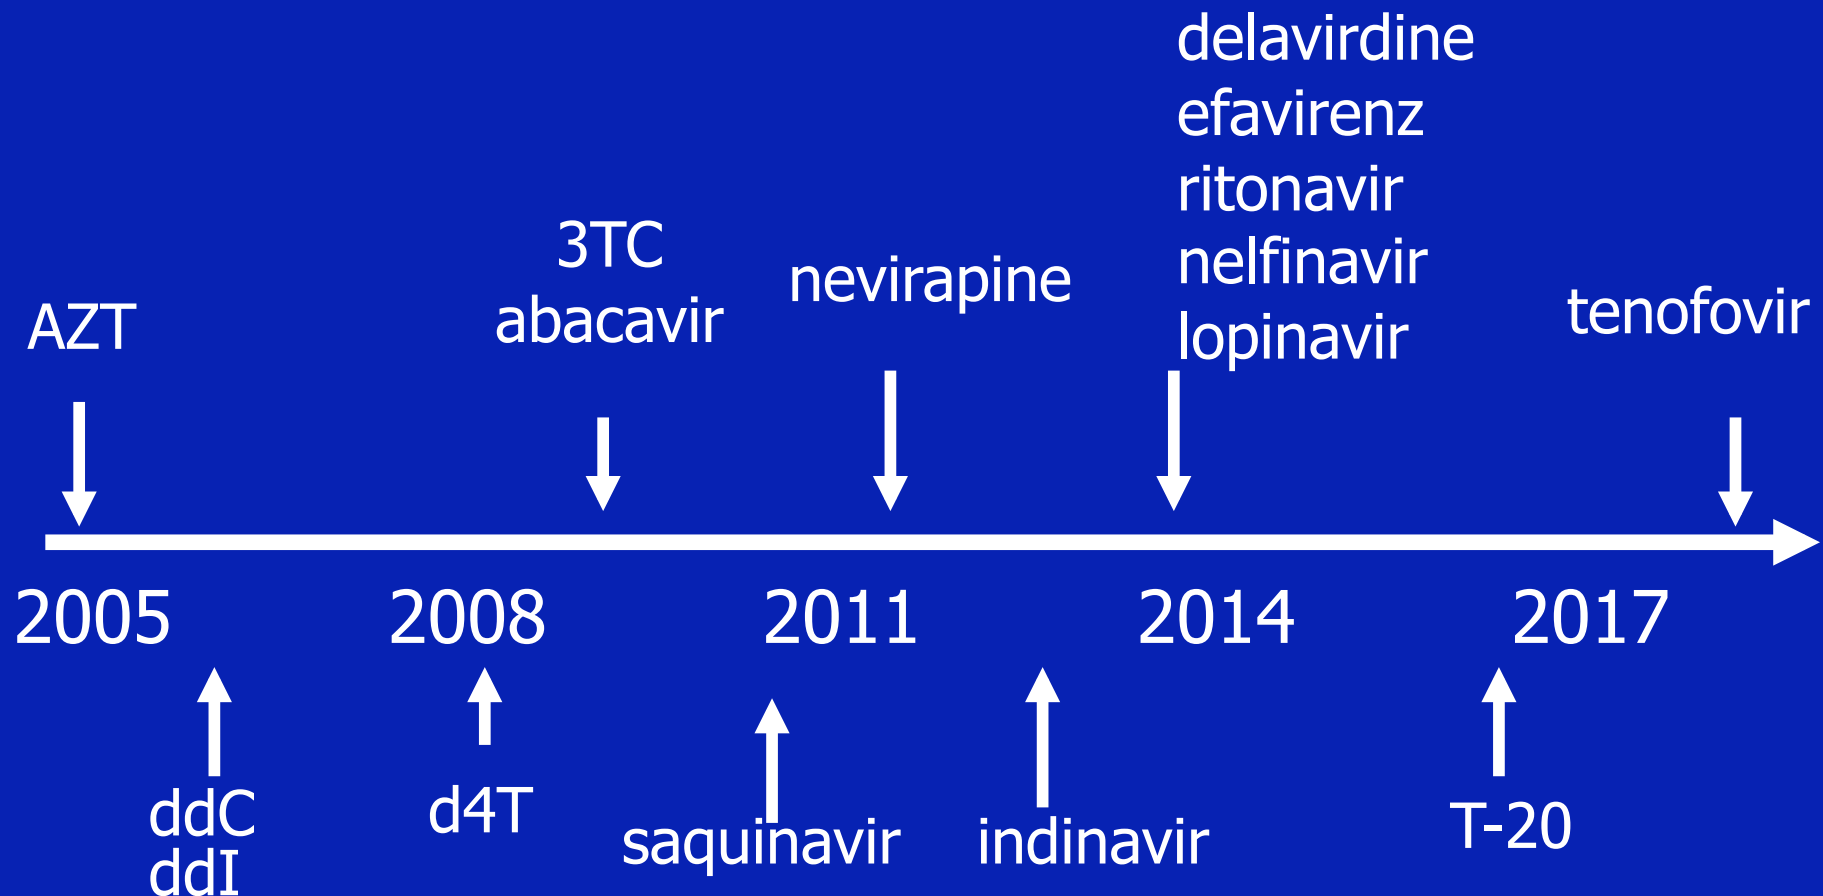 delavirdine
efavirenz
ritonavir
nelfinavir
lopinavir
3TC
abacavir
nevirapine
AZT
tenofovir
2005 2008 2011 2014 2017
ddC
ddI
d4T
saquinavir
indinavir
T-20